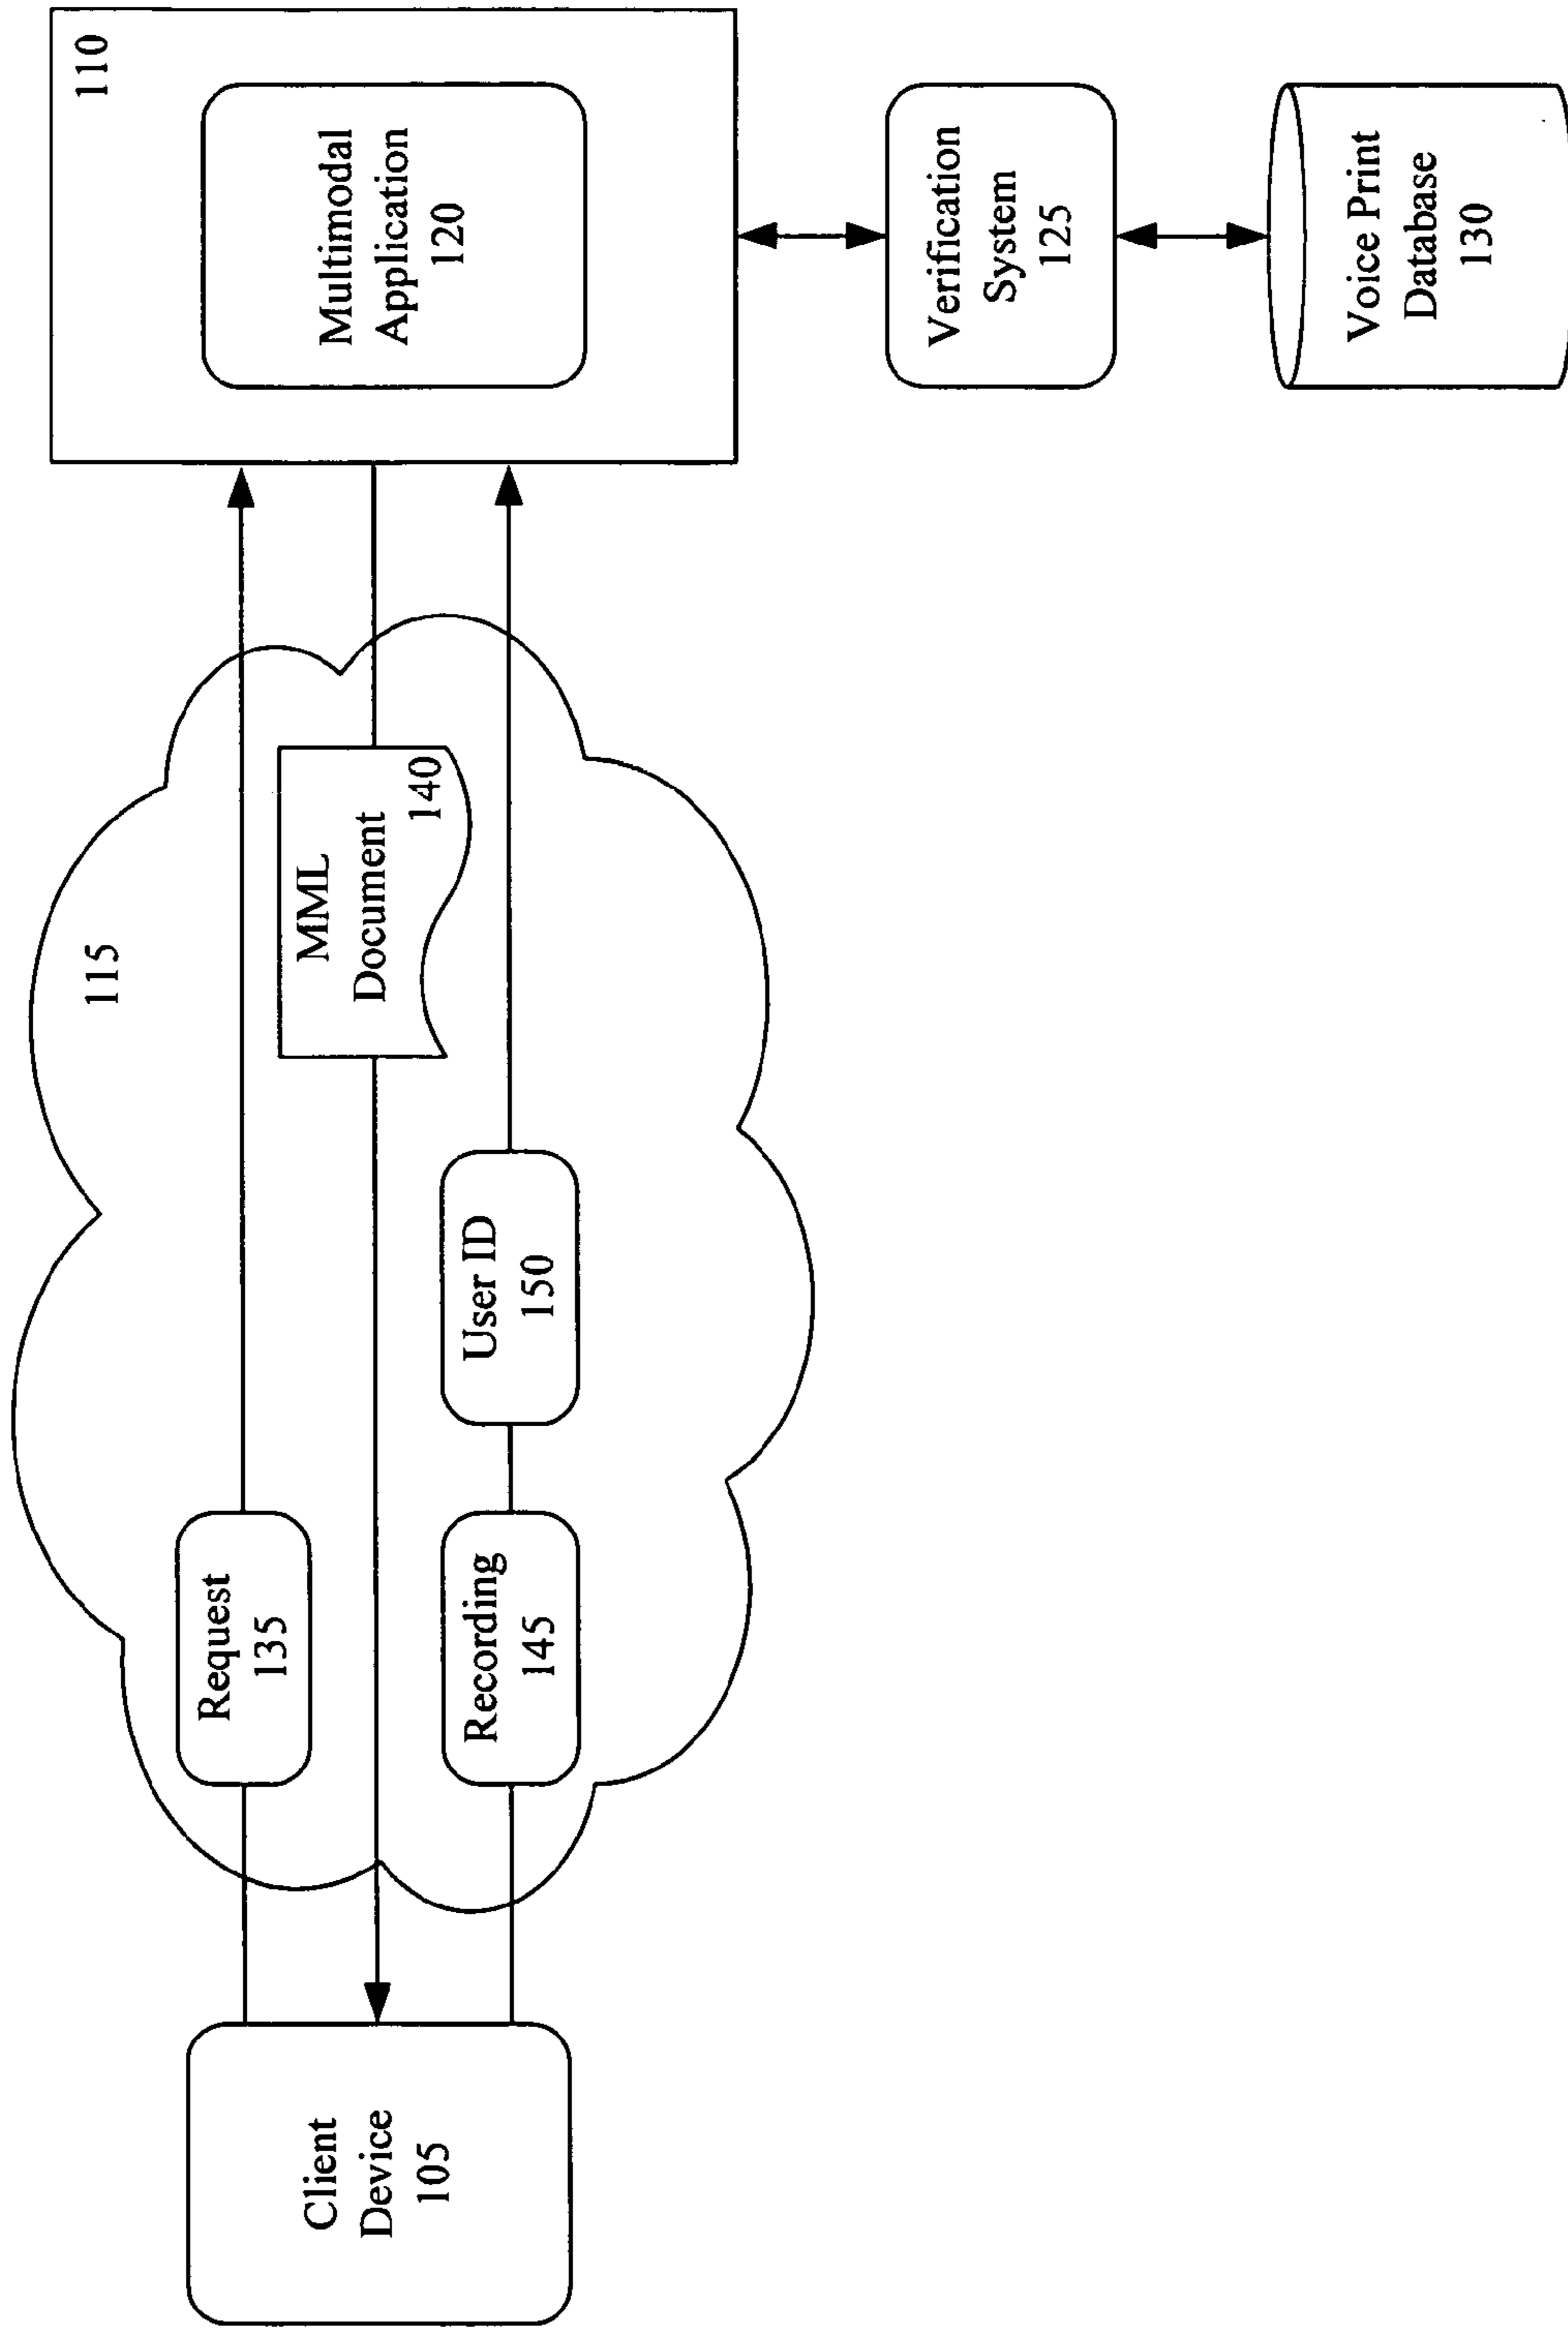 110
Multimodal
Application
120
115
MML
Document
140
Request
135
User ID
150
Recording
145
Client
Device
105
Verification
System
125
Voice Print
Database
130